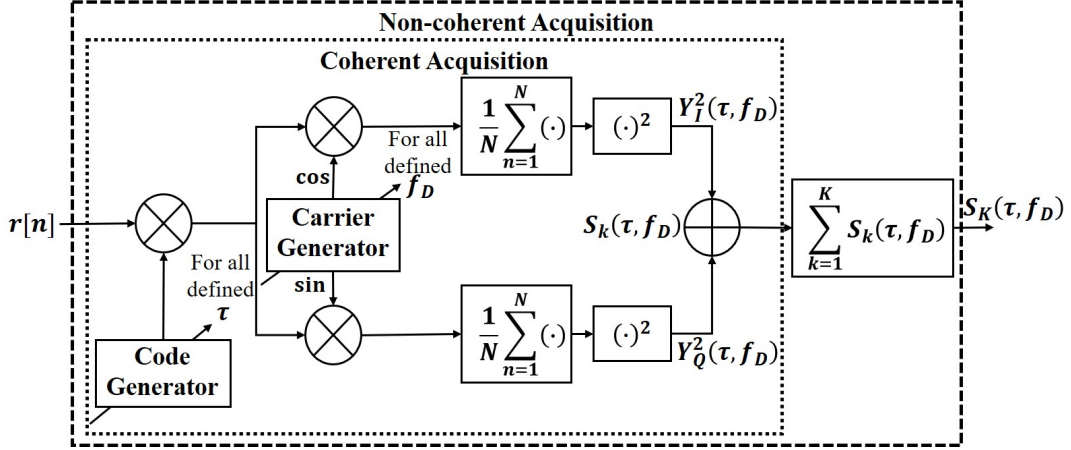 Non-coherent Acquisition
Coherent Acquisition
r[n]
Code
Generator
For all
defined
τ
cos
Carrier
Generator
sin
For all
defined
f_D
1/N ∑_{n=1}^{N} (·)
(·)²
Y_I²(τ, f_D)
1/N ∑_{n=1}^{N} (·)
(·)²
Y_Q²(τ, f_D)
S_k(τ, f_D)
∑_{k=1}^{K} S_k(τ, f_D)
S_K(τ, f_D)